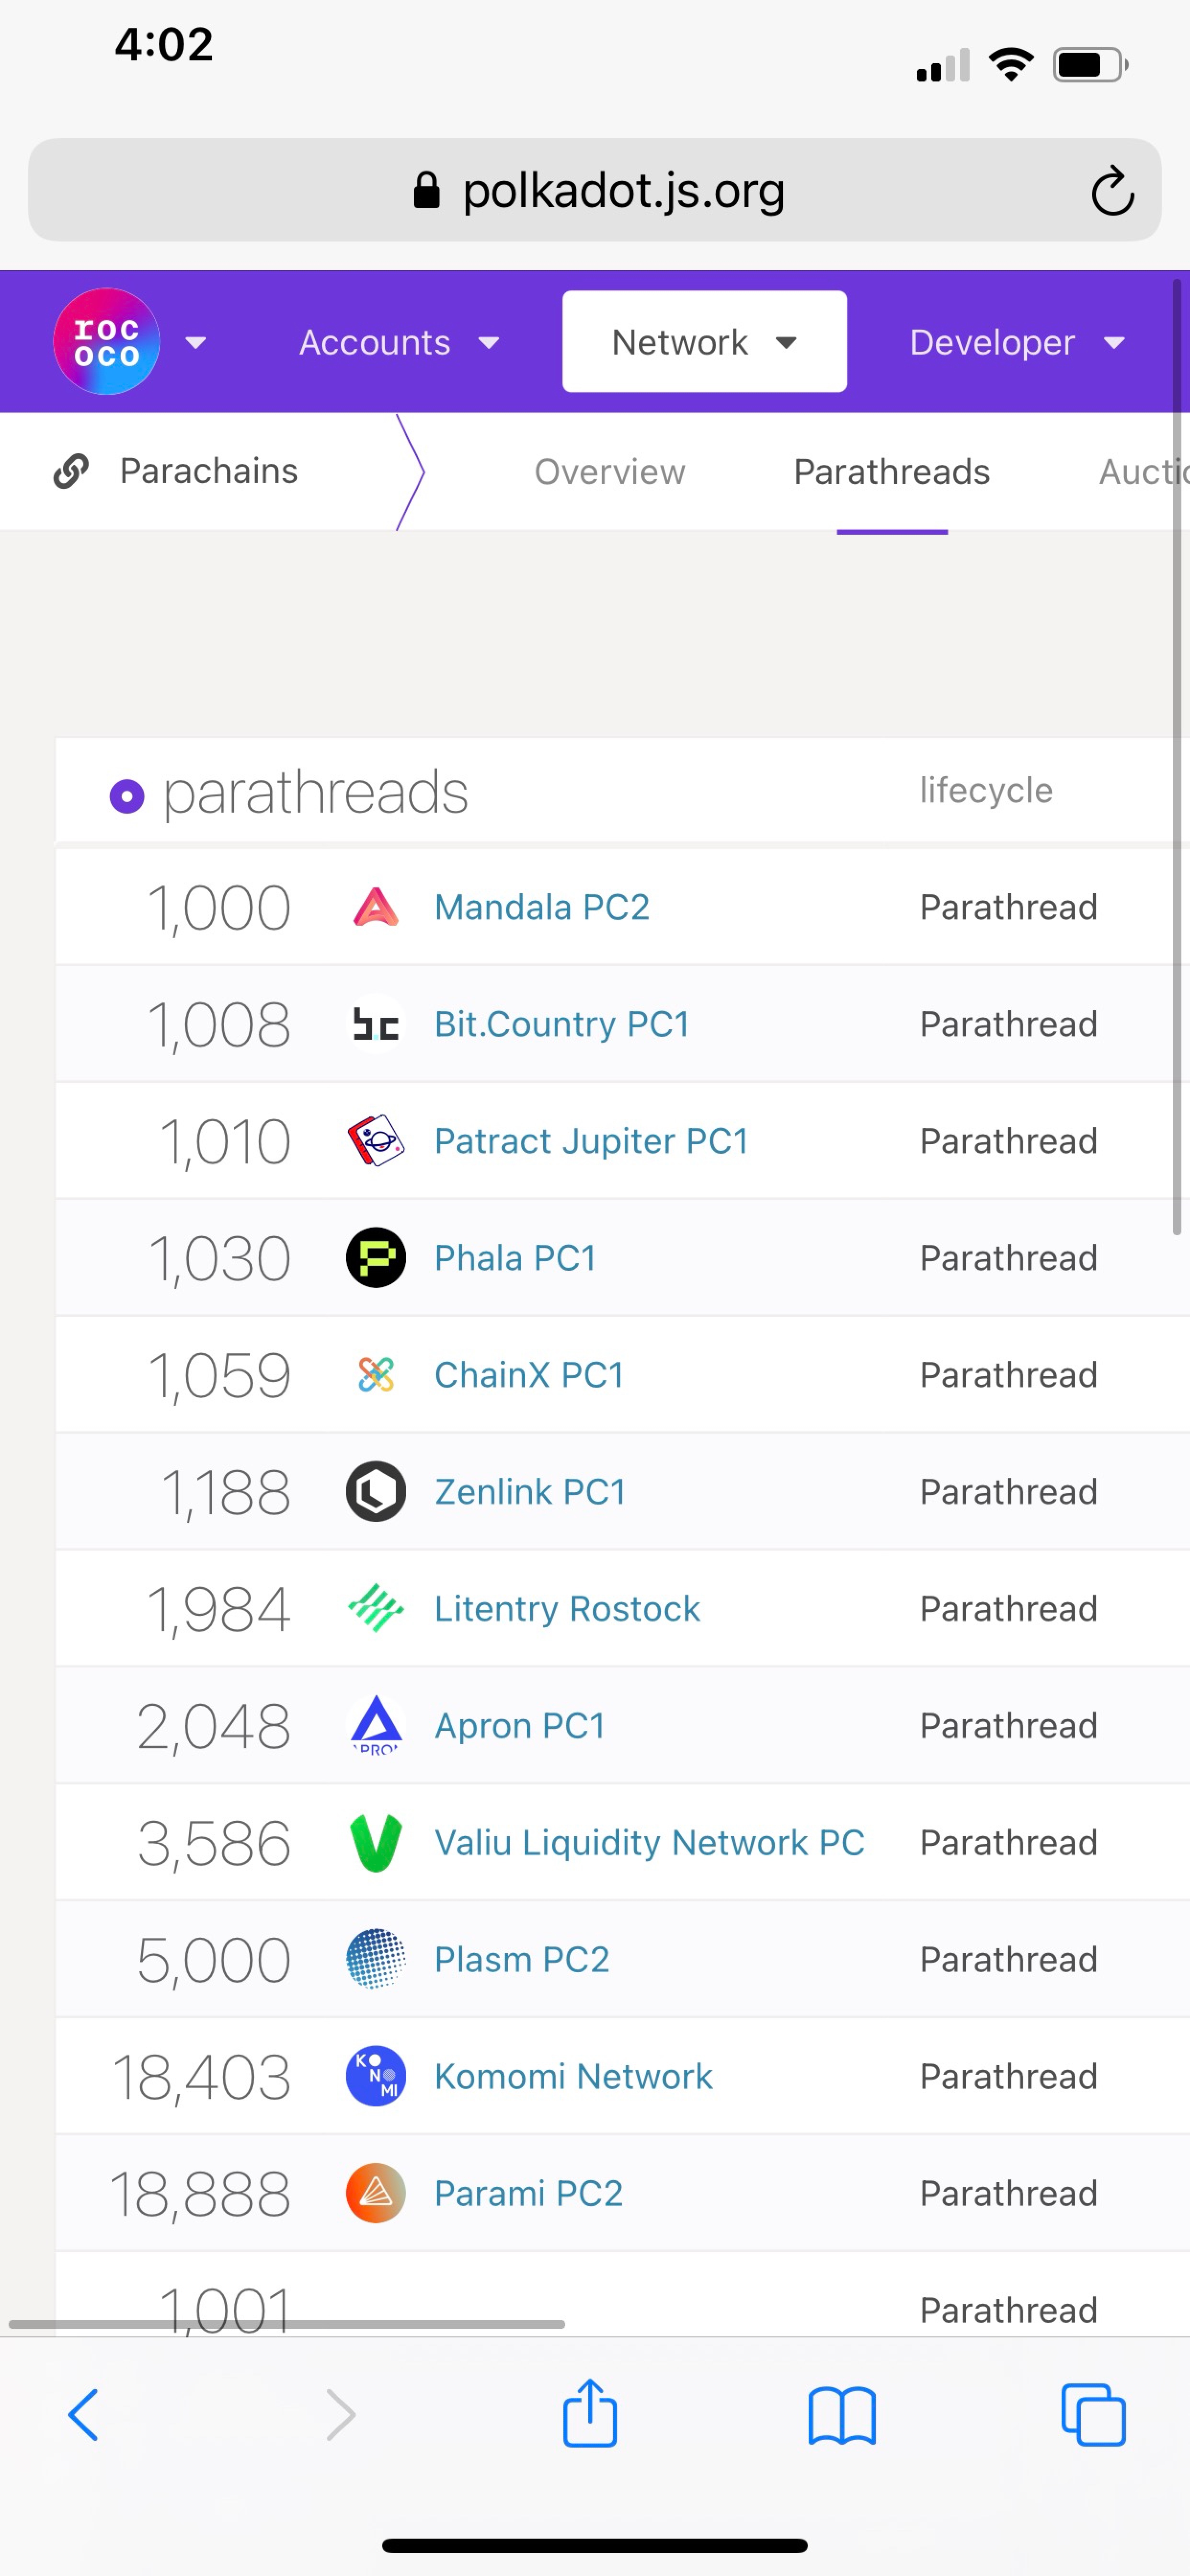 4:02
polkadot.js.org
roc
oco
Accounts
Network
Developer
Parachains
Overview
Parathreads
parathreads lifecycle
1,000 Mandala PC2 Parathread
1,008 b.c Bit.Country PC1 Parathread
1,010 Patract Jupiter PC1 Parathread
1,030 Phala PC1 Parathread
1,059 ChainX PC1 Parathread
1,188 Zenlink PC1 Parathread
1,984 Litentry Rostock Parathread
2,048 Apron PC1 Parathread
3,586 Valiu Liquidity Network PC Parathread
5,000 Plasm PC2 Parathread
18,403 KONOMI Komomi Network Parathread
18,888 Parami PC2 Parathread
1,001 Parathread